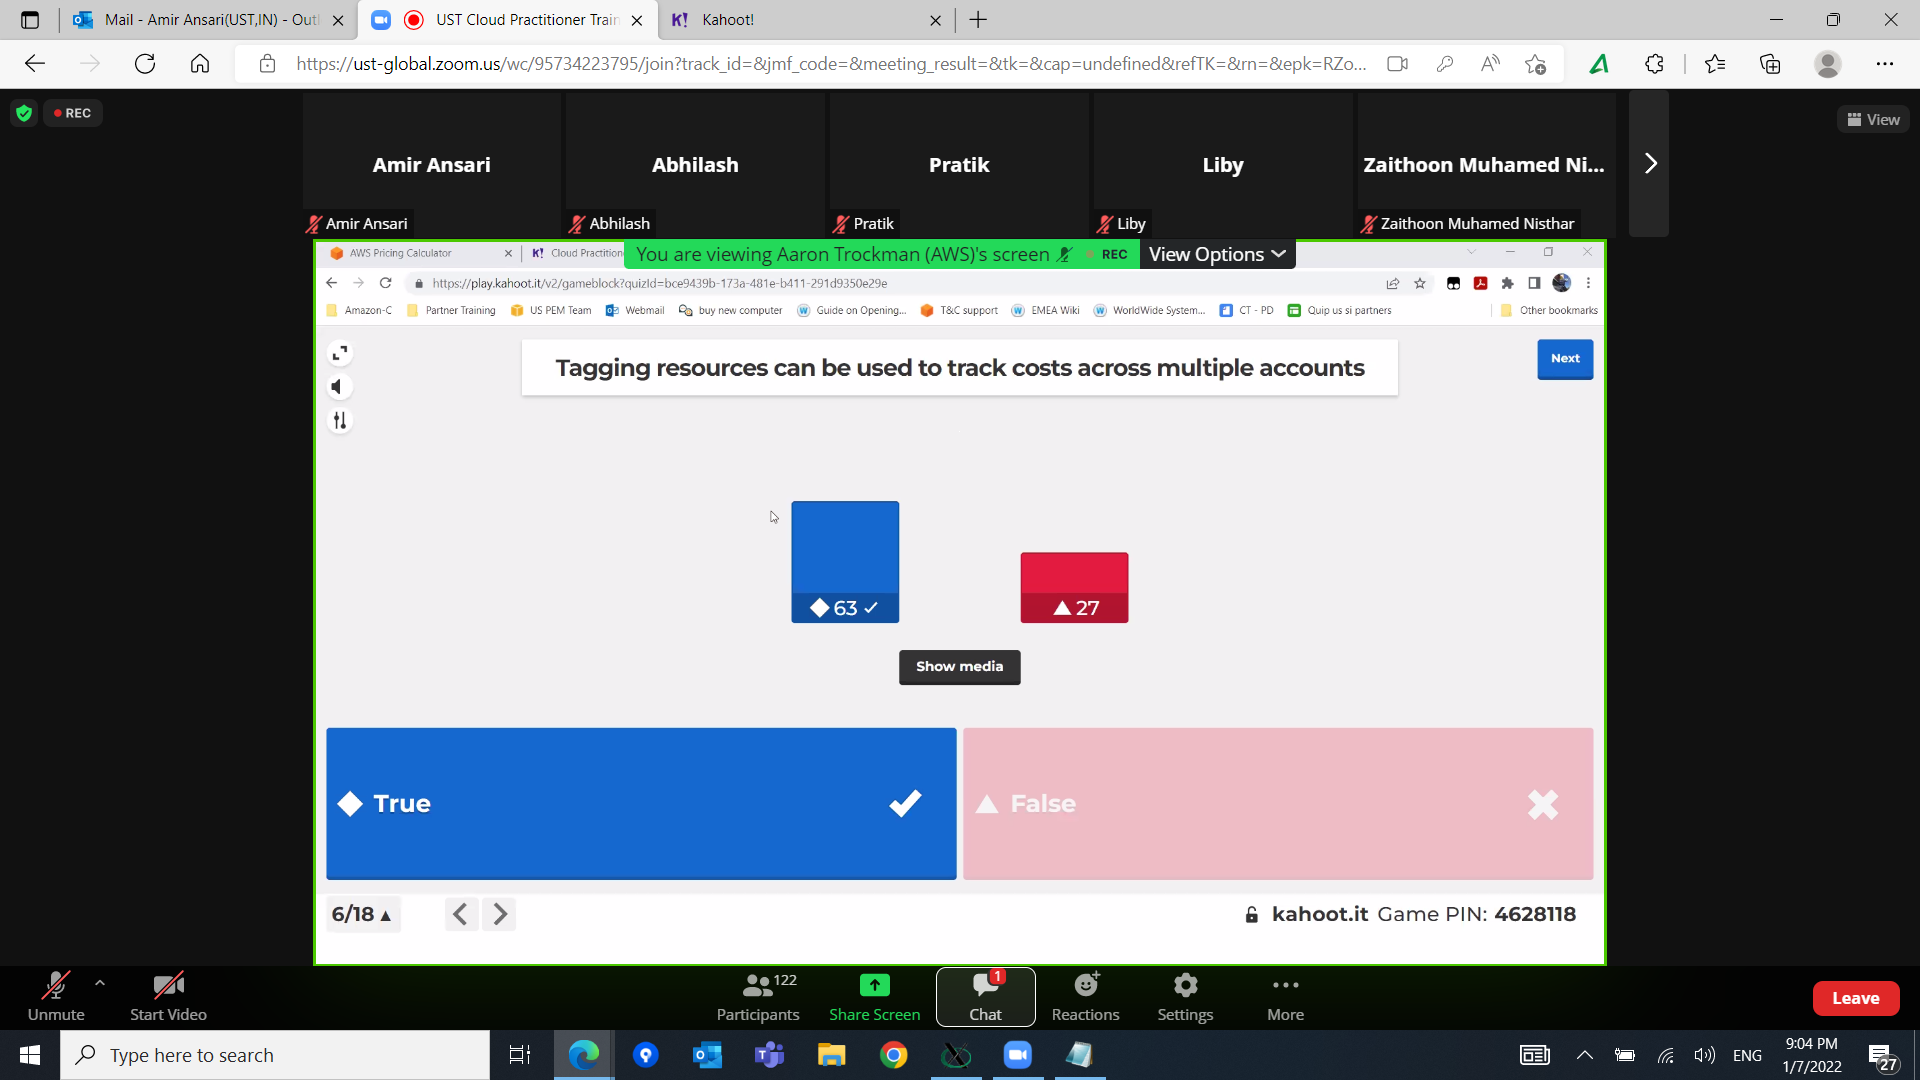 Mail - Amir Ansari(UST,IN) - Out
UST Cloud Practitioner Train
Kahoot!
https://ust-global.zoom.us/wc/95734223795/join?track_id=&jmf_code=&meeting_result=&tk=&cap=undefined&refTK=&rn=&epk=RZo...
REC
View
Amir Ansari
Abhilash
Pratik
Liby
Zaithoon Muhamed Ni...
Amir Ansari
Abhilash
Pratik
Liby
Zaithoon Muhamed Nisthar
AWS Pricing Calculator
Cloud Practition
You are viewing Aaron Trockman (AWS)'s screen
REC
View Options
https://play.kahoot.it/v2/gameblock?quizId=bce9439b-173a-481e-b411-291d9350e29e
Amazon-C
Partner Training
US PEM Team
Webmail
buy new computer
Guide on Opening...
T&C support
EMEA Wiki
WorldWide System...
CT - PD
Quip us si partners
Other bookmarks
Tagging resources can be used to track costs across multiple accounts
Next
63
27
Show media
True
False
6/18
kahoot.it Game PIN: 4628118
Unmute
Start Video
122
Participants
Share Screen
1
Chat
Reactions
Settings
More
Leave
Type here to search
ENG
9:04 PM
1/7/2022
27